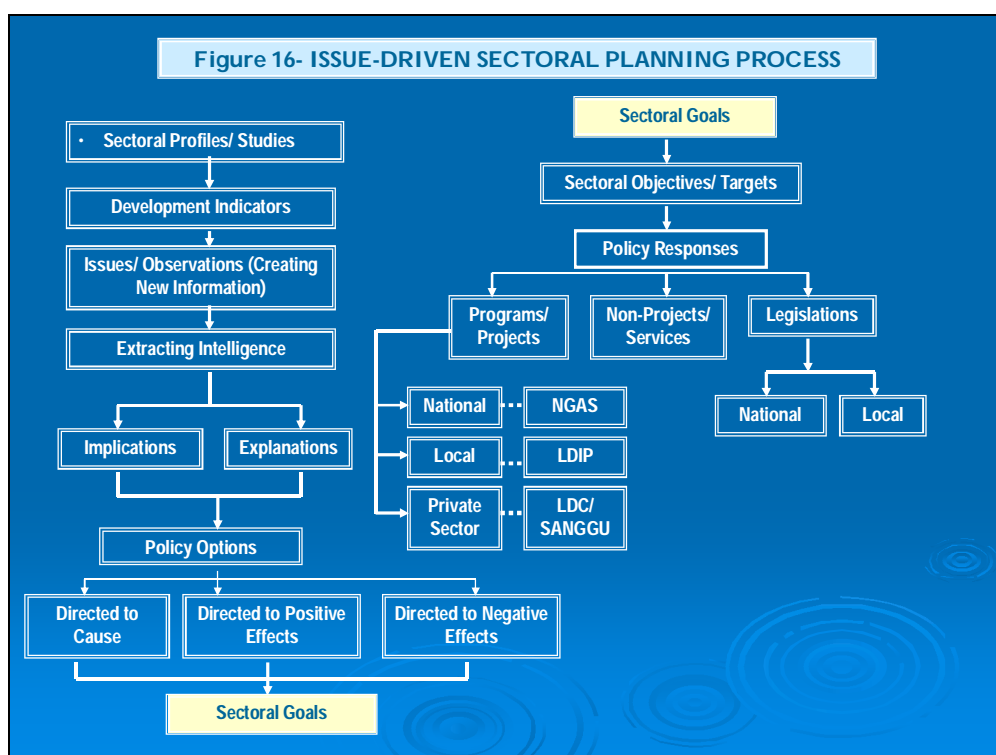 Figure 16- ISSUE-DRIVEN SECTORAL PLANNING PROCESS
• Sectoral Profiles/ Studies
Development Indicators
Issues/ Observations (Creating
New Information)
Extracting Intelligence
Implications
Explanations
Policy Options
Directed to
Cause
Directed to Positive
Effects
Directed to Negative
Effects
Sectoral Goals
Sectoral Goals
Sectoral Objectives/ Targets
Policy Responses
Programs/
Projects
Non-Projects/
Services
Legislations
National
NGAS
Local
LDIP
Private
Sector
LDC/
SANGGU
National
Local